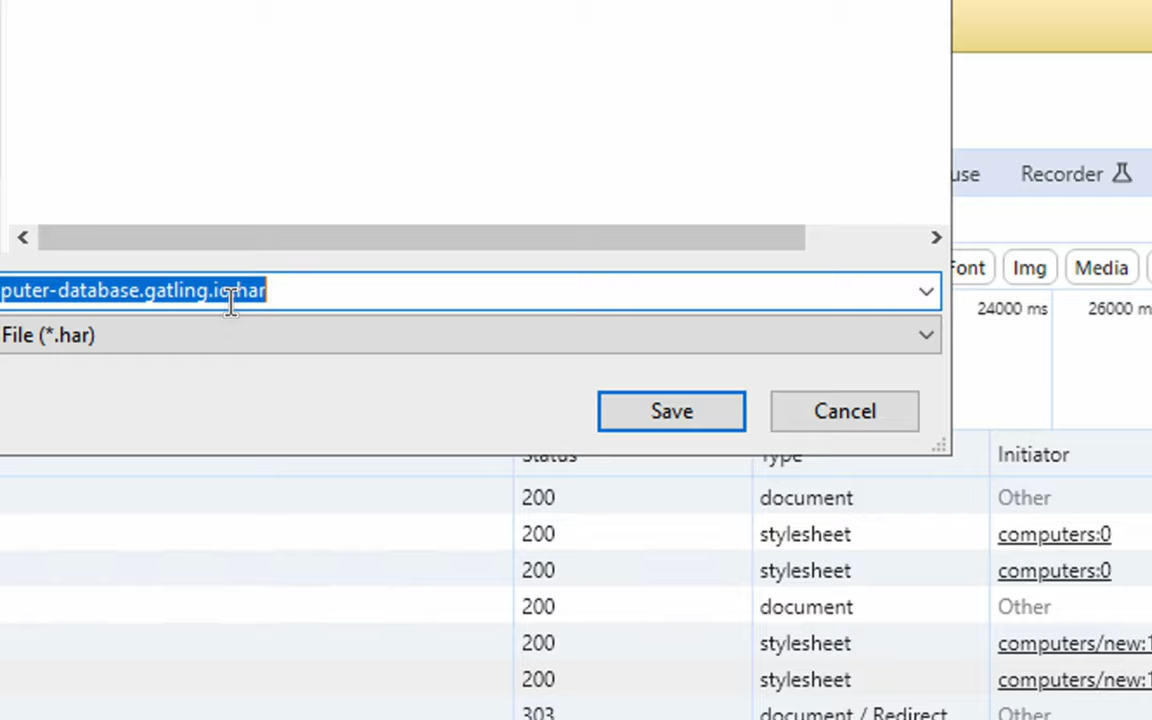 Recorder
Img
Media
24000 ms
26000 m
puter-database.gatling.io.har
File (*.har)
Save
Cancel
Status
Type
Initiator
200
document
Other
200
stylesheet
computers:0
200
stylesheet
computers:0
200
document
Other
200
stylesheet
computers/new:1
200
stylesheet
computers/new:1
303
document / Redirect
Other